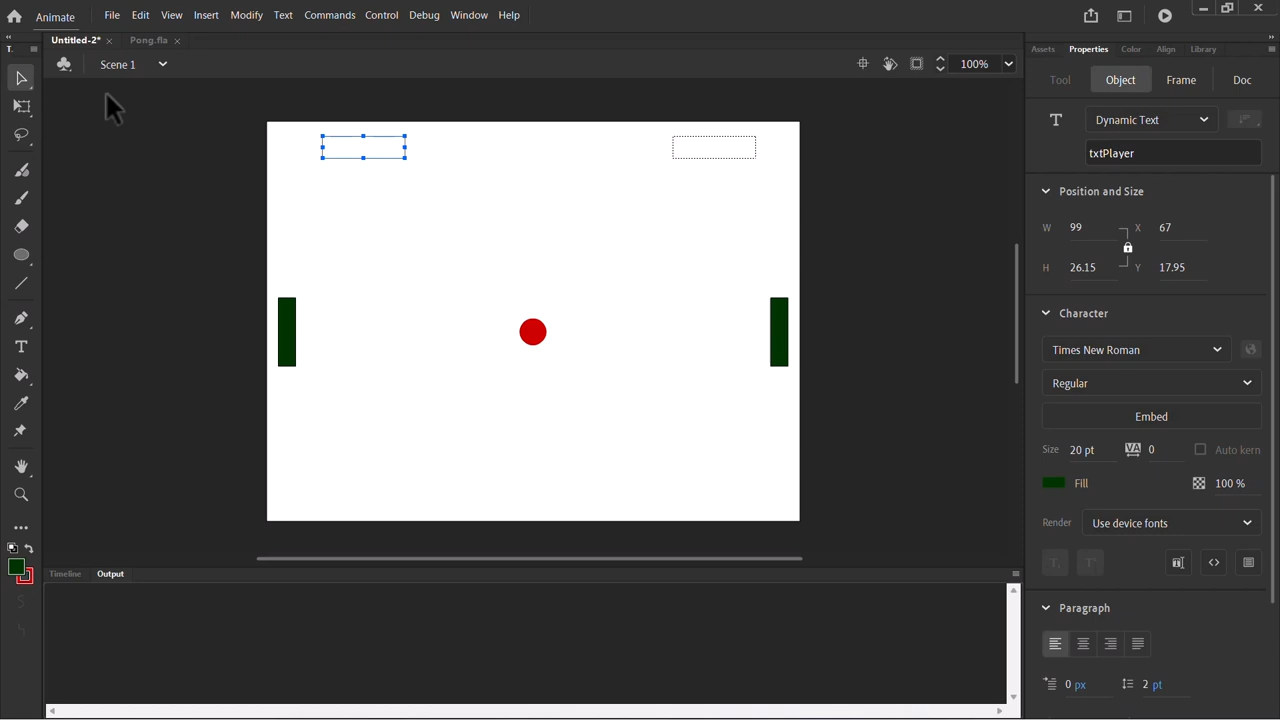 Animate File Edit View Insert Modify Text Commands Control Debug Window Help
Untitled-2* Pong.fla
T.
Scene 1 100%
Assets Properties Color Align Library
Tool Object Frame Doc
Dynamic Text
txtPlayer
Position and Size
W 99 X 67
H 26.15 Y 17.95
Character
Times New Roman
Regular
Embed
Size 20 pt VA 0 Auto kern
Fill 100 %
Render Use device fonts
Paragraph
0 px 2 pt
Timeline Output